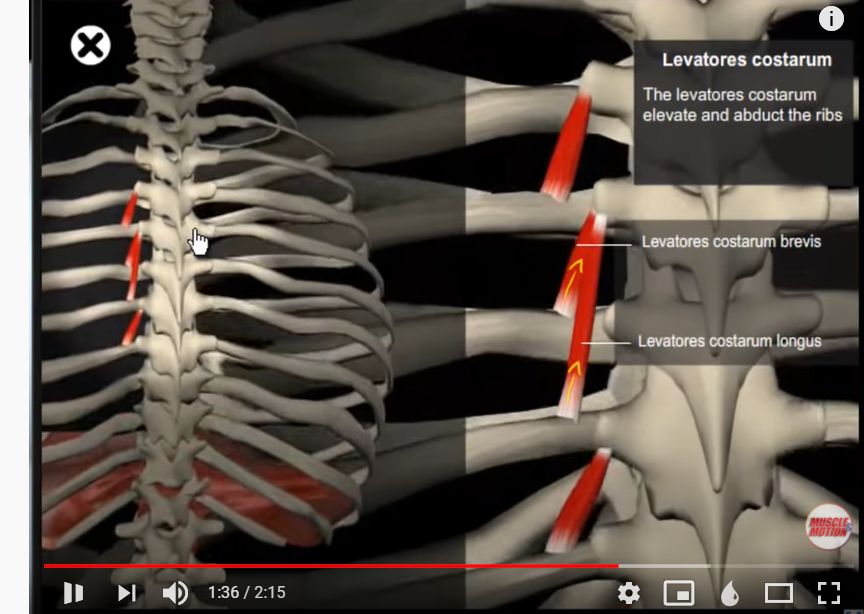 Levatores costarum
The levatores costarum
elevate and abduct the ribs
Levatores costarum brevis
Levatores costarum longus
MUSCLE
MOTION
1:36 / 2:15